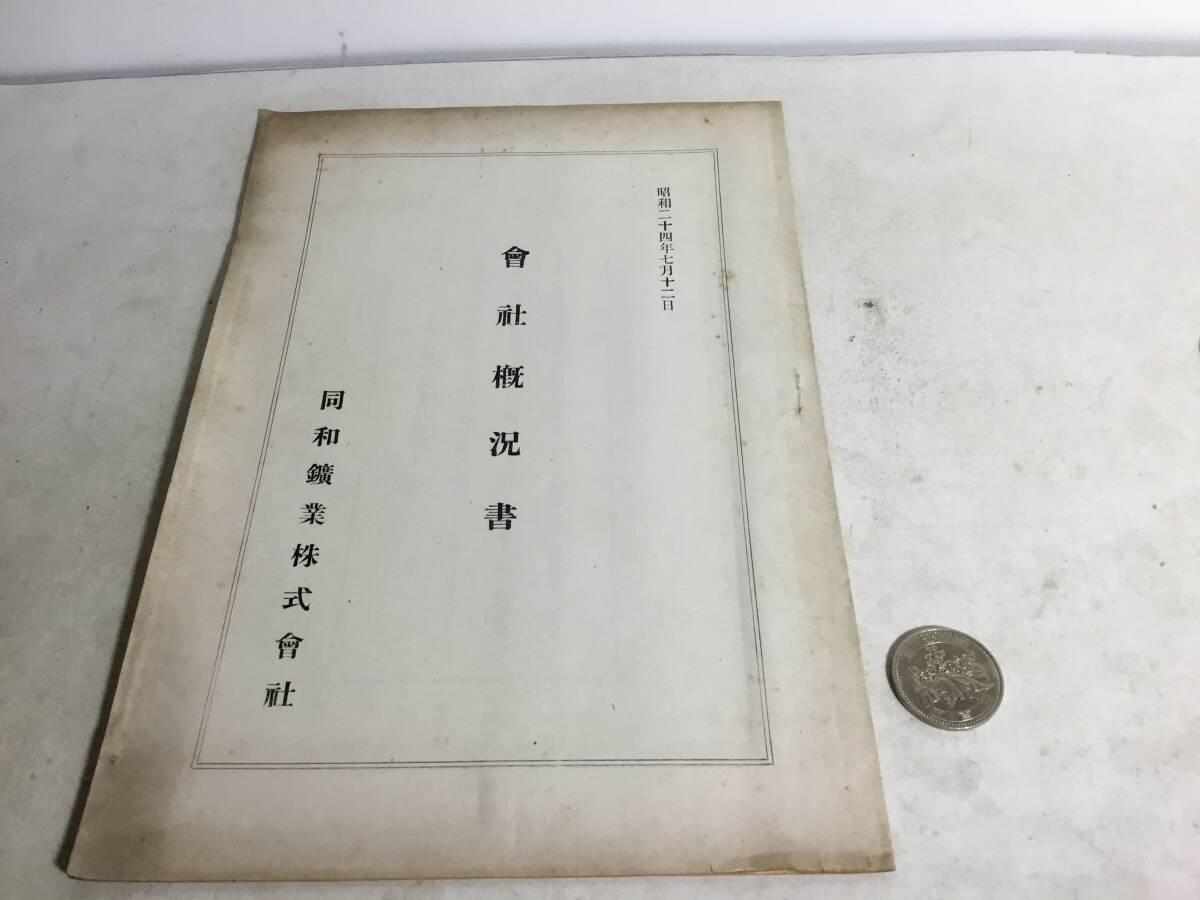 昭和二十四年七月十二日
會社概況書
同和鑛業株式會社